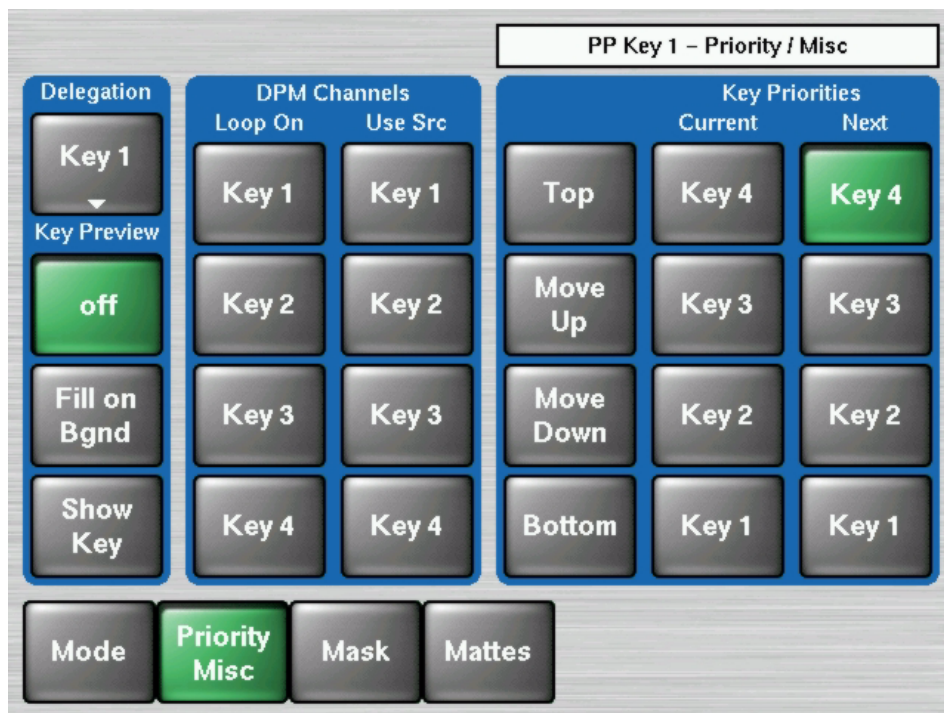 PP Key 1 – Priority / Misc
Delegation
Key 1
Key Preview
off
Fill on
Bgnd
Show
Key
DPM Channels
Loop On Use Src
Key 1 Key 1
Key 2 Key 2
Key 3 Key 3
Key 4 Key 4
Key Priorities
Current Next
Top Key 4 Key 4
Move
Up Key 3 Key 3
Move
Down Key 2 Key 2
Bottom Key 1 Key 1
Mode
Priority
Misc
Mask
Mattes